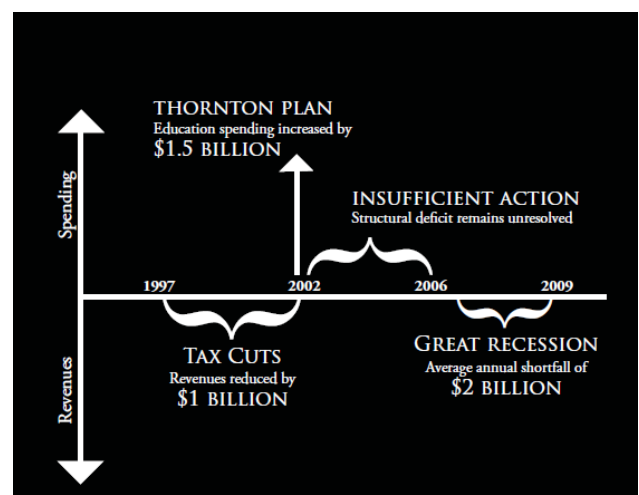 THORNTON PLAN
Education spending increased by
$1.5 BILLION
Spending
INSUFFICIENT ACTION
Structural deficit remains unresolved
1997
2002
2006
2009
Revenues
TAX CUTS
Revenues reduced by
$1 BILLION
GREAT RECESSION
Average annual shortfall of
$2 BILLION